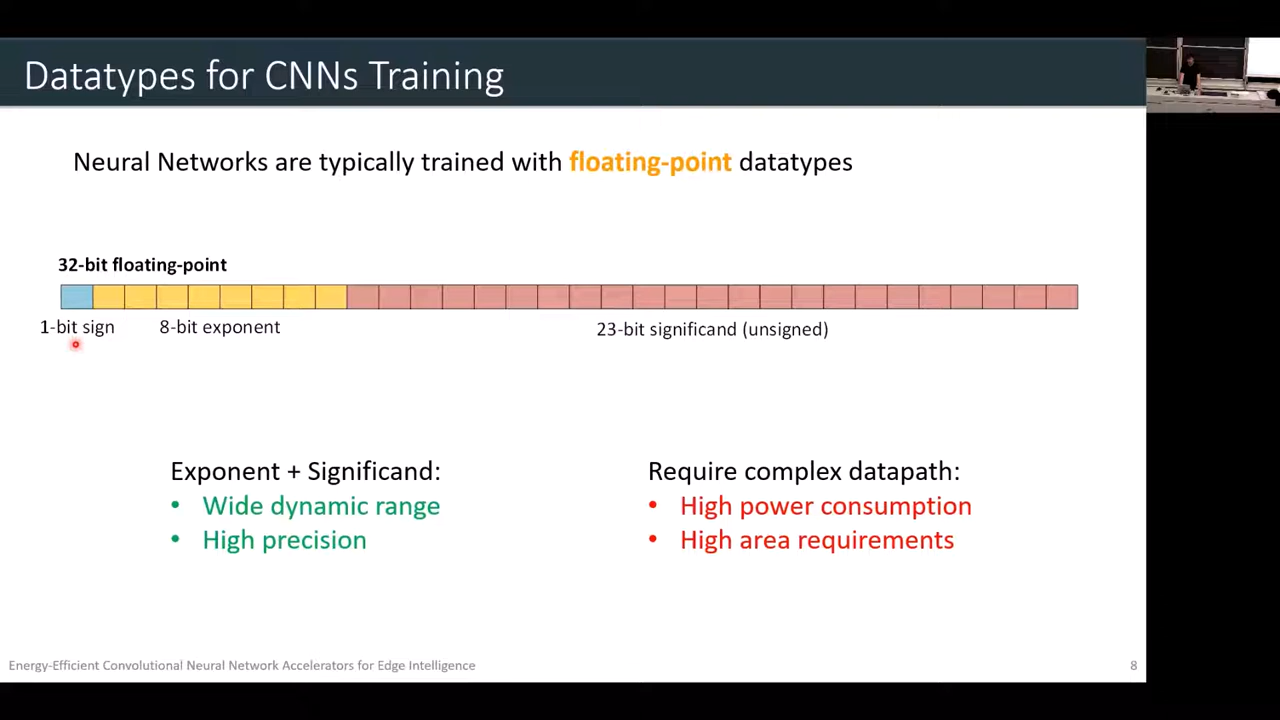 Datatypes for CNNs Training
Neural Networks are typically trained with floating-point datatypes
32-bit floating-point
1-bit sign
8-bit exponent
23-bit significand (unsigned)
Exponent + Significand:
• Wide dynamic range
• High precision
Require complex datapath:
• High power consumption
• High area requirements
Energy-Efficient Convolutional Neural Network Accelerators for Edge Intelligence
8